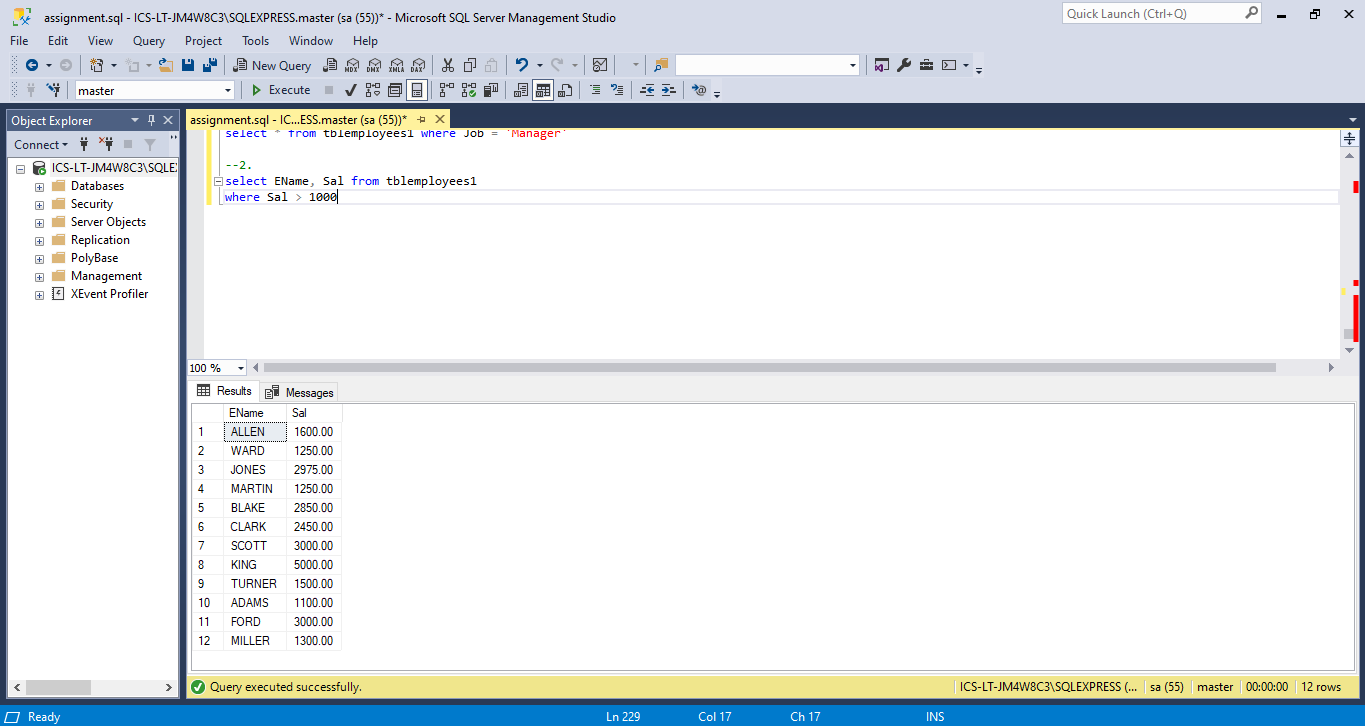 assignment.sql - ICS-LT-JM4W8C3\SQLEXPRESS.master (sa (55))* - Microsoft SQL Server Management Studio
Quick Launch (Ctrl+Q)
File Edit View Query Project Tools Window Help
New Query MDX DMX XMLA DAX
master Execute
Object Explorer
assignment.sql - IC...ESS.master (sa (55))*
Connect
ICS-LT-JM4W8C3\SQLE
Databases
Security
Server Objects
Replication
PolyBase
Management
XEvent Profiler
select * from tblemployees1 where Job = 'Manager'
--2.
select EName, Sal from tblemployees1
where Sal > 1000
100 %
Results Messages
EName Sal
1 ALLEN 1600.00
2 WARD 1250.00
3 JONES 2975.00
4 MARTIN 1250.00
5 BLAKE 2850.00
6 CLARK 2450.00
7 SCOTT 3000.00
8 KING 5000.00
9 TURNER 1500.00
10 ADAMS 1100.00
11 FORD 3000.00
12 MILLER 1300.00
Query executed successfully. ICS-LT-JM4W8C3\SQLEXPRESS (... sa (55) master 00:00:00 12 rows
Ready Ln 229 Col 17 Ch 17 INS